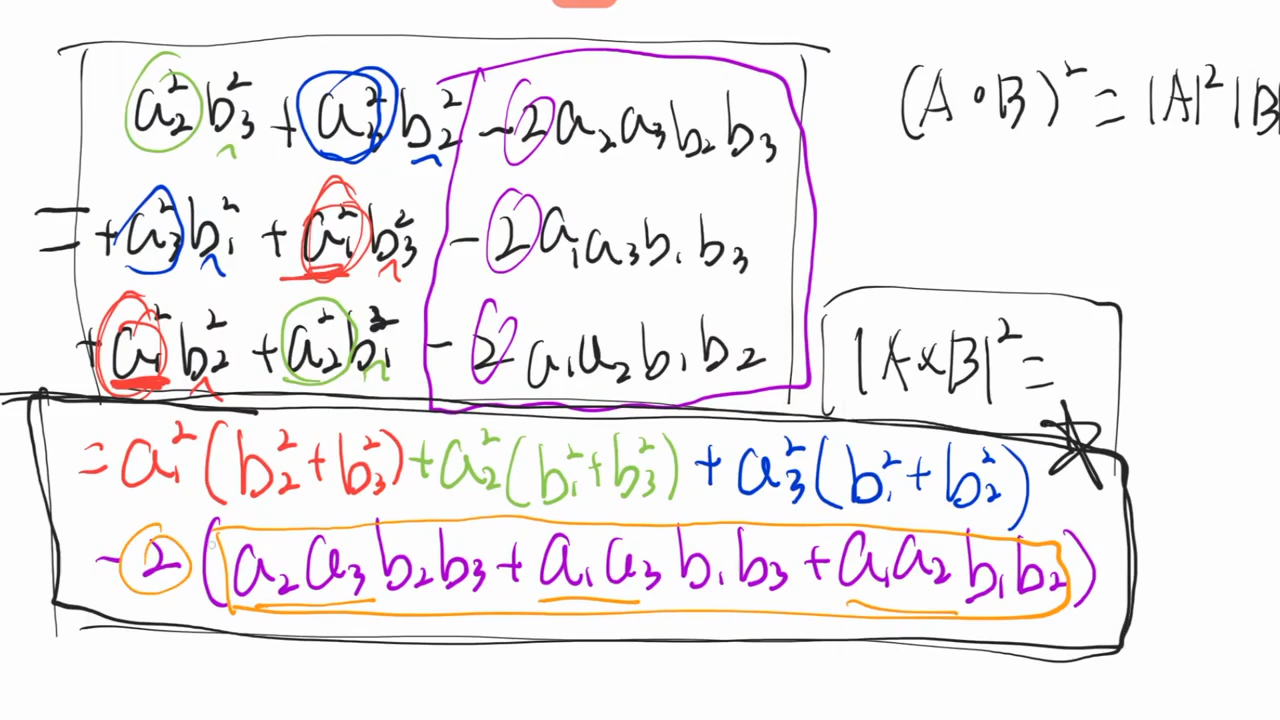 a₂²b₃² + a₃²b₂² - 2a₂a₃b₂b₃
= +a₃²b₁² + a₁²b₃² - 2a₁a₃b₁b₃
+ a₁²b₂² + a₂²b₁² - 2a₁a₂b₁b₂
(A∘B)² = |A|²|B|
|A×B|² =
= a₁²(b₂²+b₃²)+a₂²(b₁²+b₃²) + a₃²(b₁²+b₂²)
- 2 (a₂a₃b₂b₃ + a₁a₃b₁b₃ + a₁a₂b₁b₂)